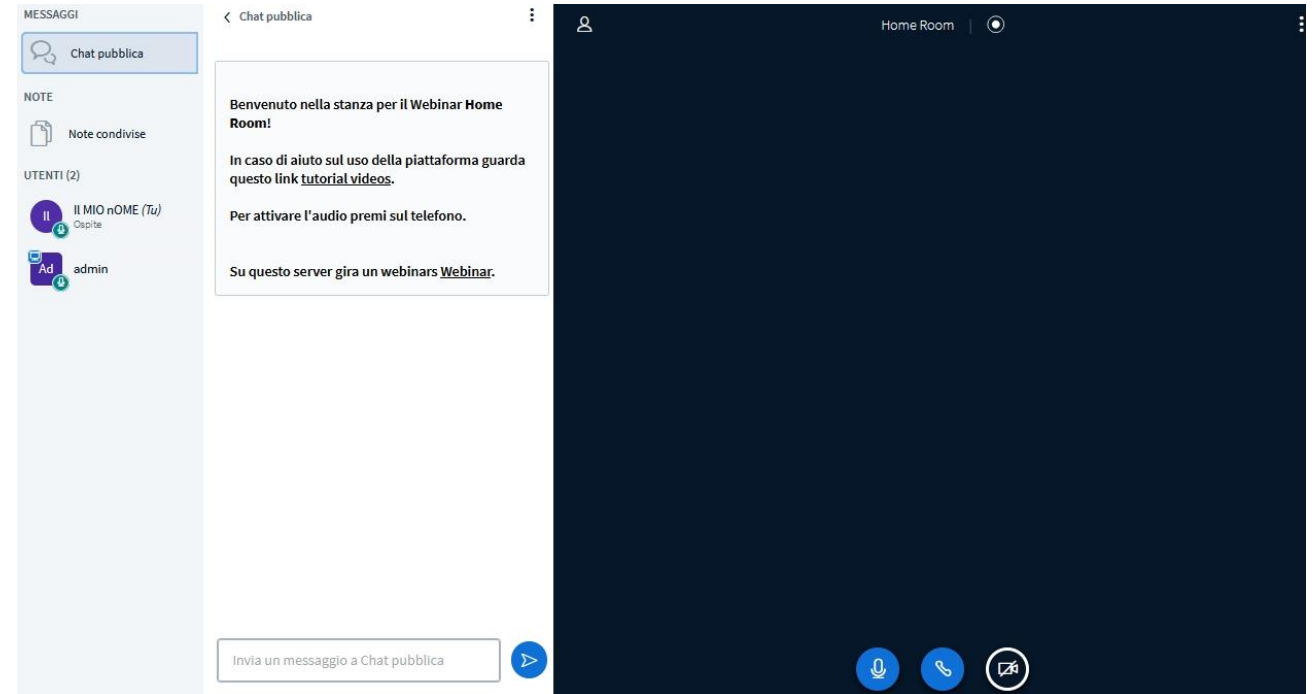 MESSAGGI
Chat pubblica
NOTE
Note condivise
UTENTI (2)
Il
Il MIO nOME (Tu)
Ospite
Ad
admin
Chat pubblica
Benvenuto nella stanza per il Webinar Home
Room!
In caso di aiuto sul uso della piattaforma guarda
questo link tutorial videos.
Per attivare l'audio premi sul telefono.
Su questo server gira un webinars Webinar.
Invia un messaggio a Chat pubblica
Home Room